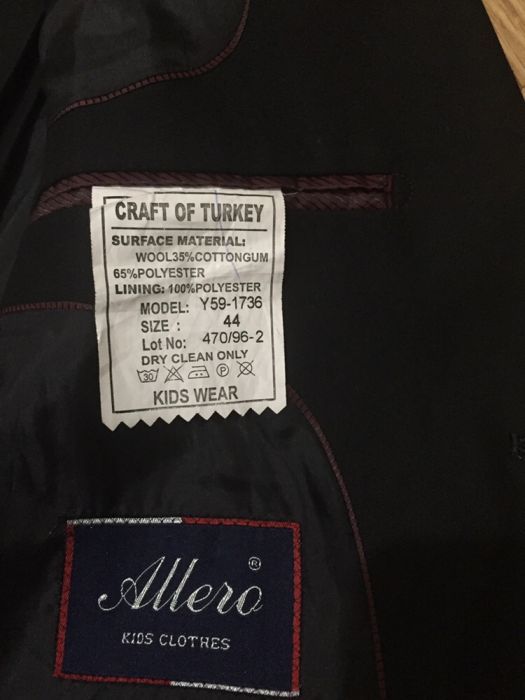 CRAFT OF TURKEY
SURFACE MATERIAL:
WOOL35%COTTONGUM
65%POLYESTER
LINING: 100%POLYESTER
MODEL: Y59-1736
SIZE : 44
Lot No: 470/96-2
DRY CLEAN ONLY
30 P
KIDS WEAR
Allero ®
KIDS CLOTHES